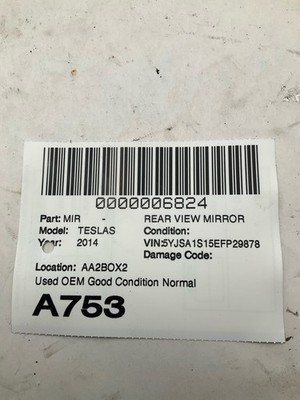 0000006824
Part: MIR - REAR VIEW MIRROR
Model: TESLAS Condition:
Year: 2014 VIN:5YJSA1S15EFP29878
Damage Code:
Location: AA2BOX2
Used OEM Good Condition Normal
A753